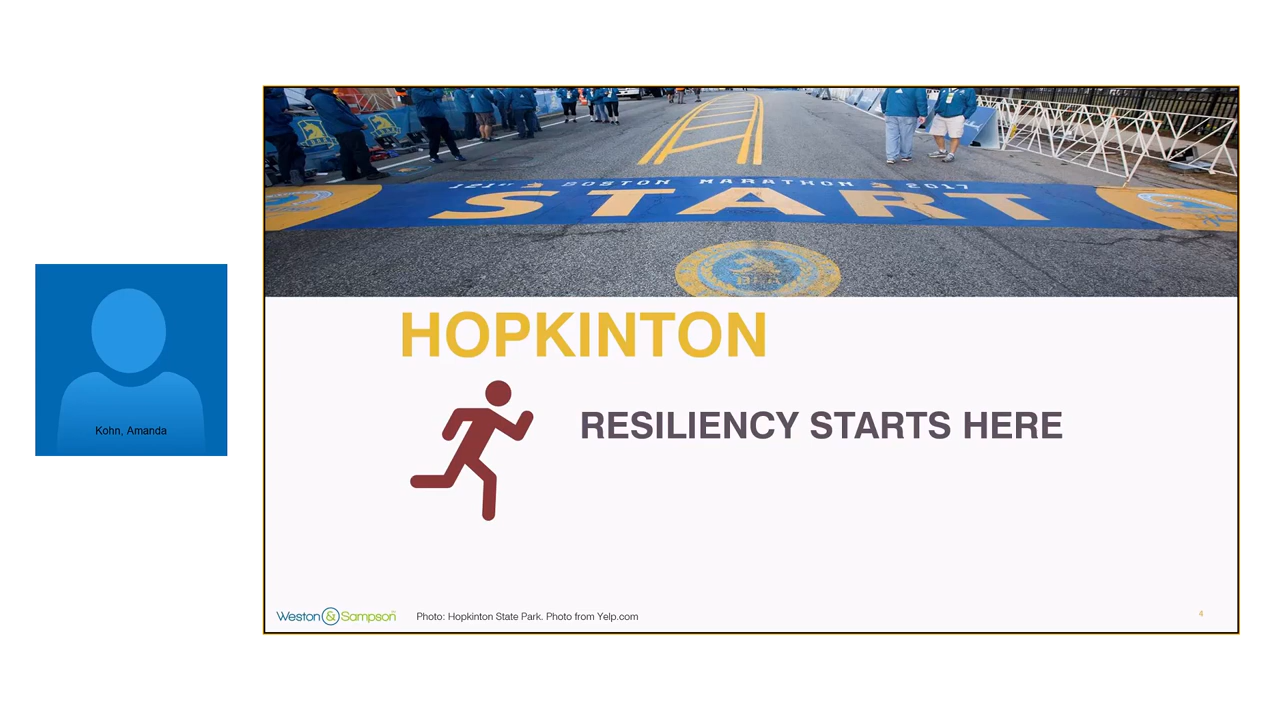 121st BOSTON MARATHON 2017
START
BAA
HOPKINTON
RESILIENCY STARTS HERE
Kohn, Amanda
Weston & Sampson
Photo: Hopkinton State Park. Photo from Yelp.com
4